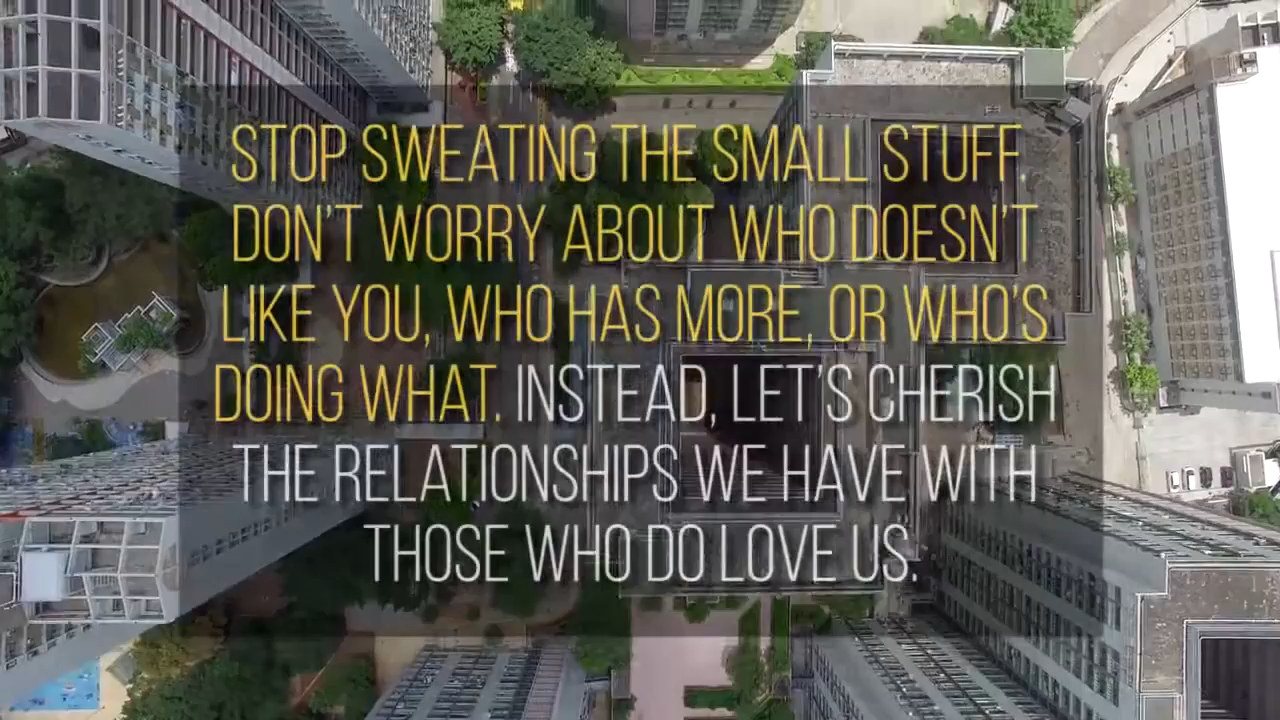 STOP SWEATING THE SMALL STUFF.
DON'T WORRY ABOUT WHO DOESN'T
LIKE YOU, WHO HAS MORE, OR WHO'S
DOING WHAT. INSTEAD, LET'S CHERISH
THE RELATIONSHIPS WE HAVE WITH
THOSE WHO DO LOVE US.